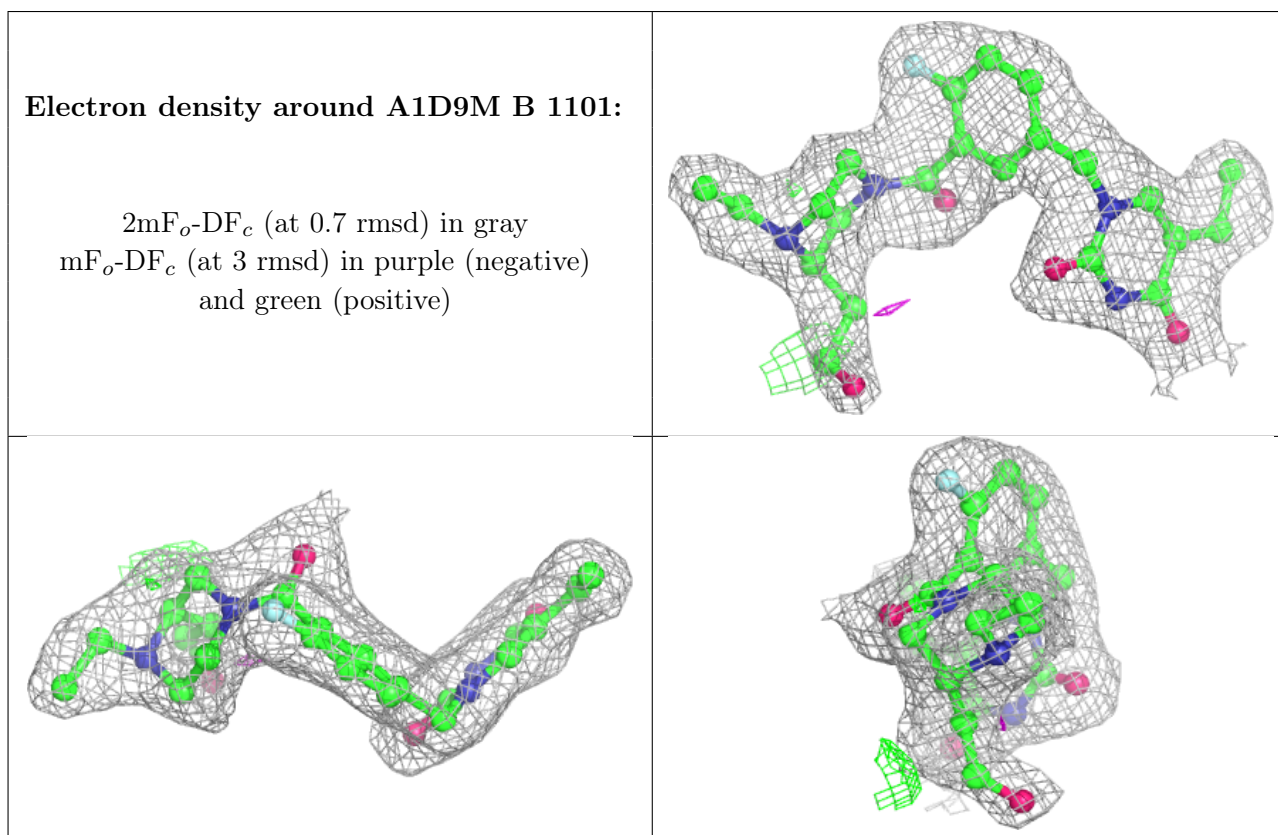 Electron density around A1D9M B 1101:
2mFₒ-DF𝒸 (at 0.7 rmsd) in gray
mFₒ-DF𝒸 (at 3 rmsd) in purple (negative)
and green (positive)